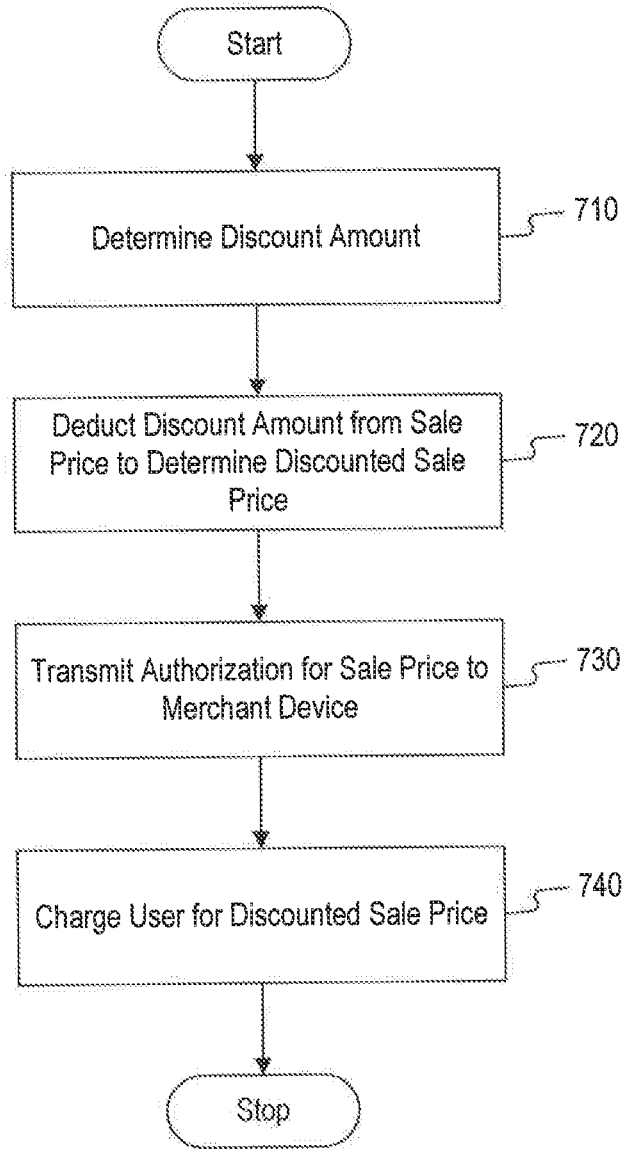 Start
Determine Discount Amount
710
Deduct Discount Amount from Sale
Price to Determine Discounted Sale
Price
720
Transmit Authorization for Sale Price to
Merchant Device
730
Charge User for Discounted Sale Price
740
Stop